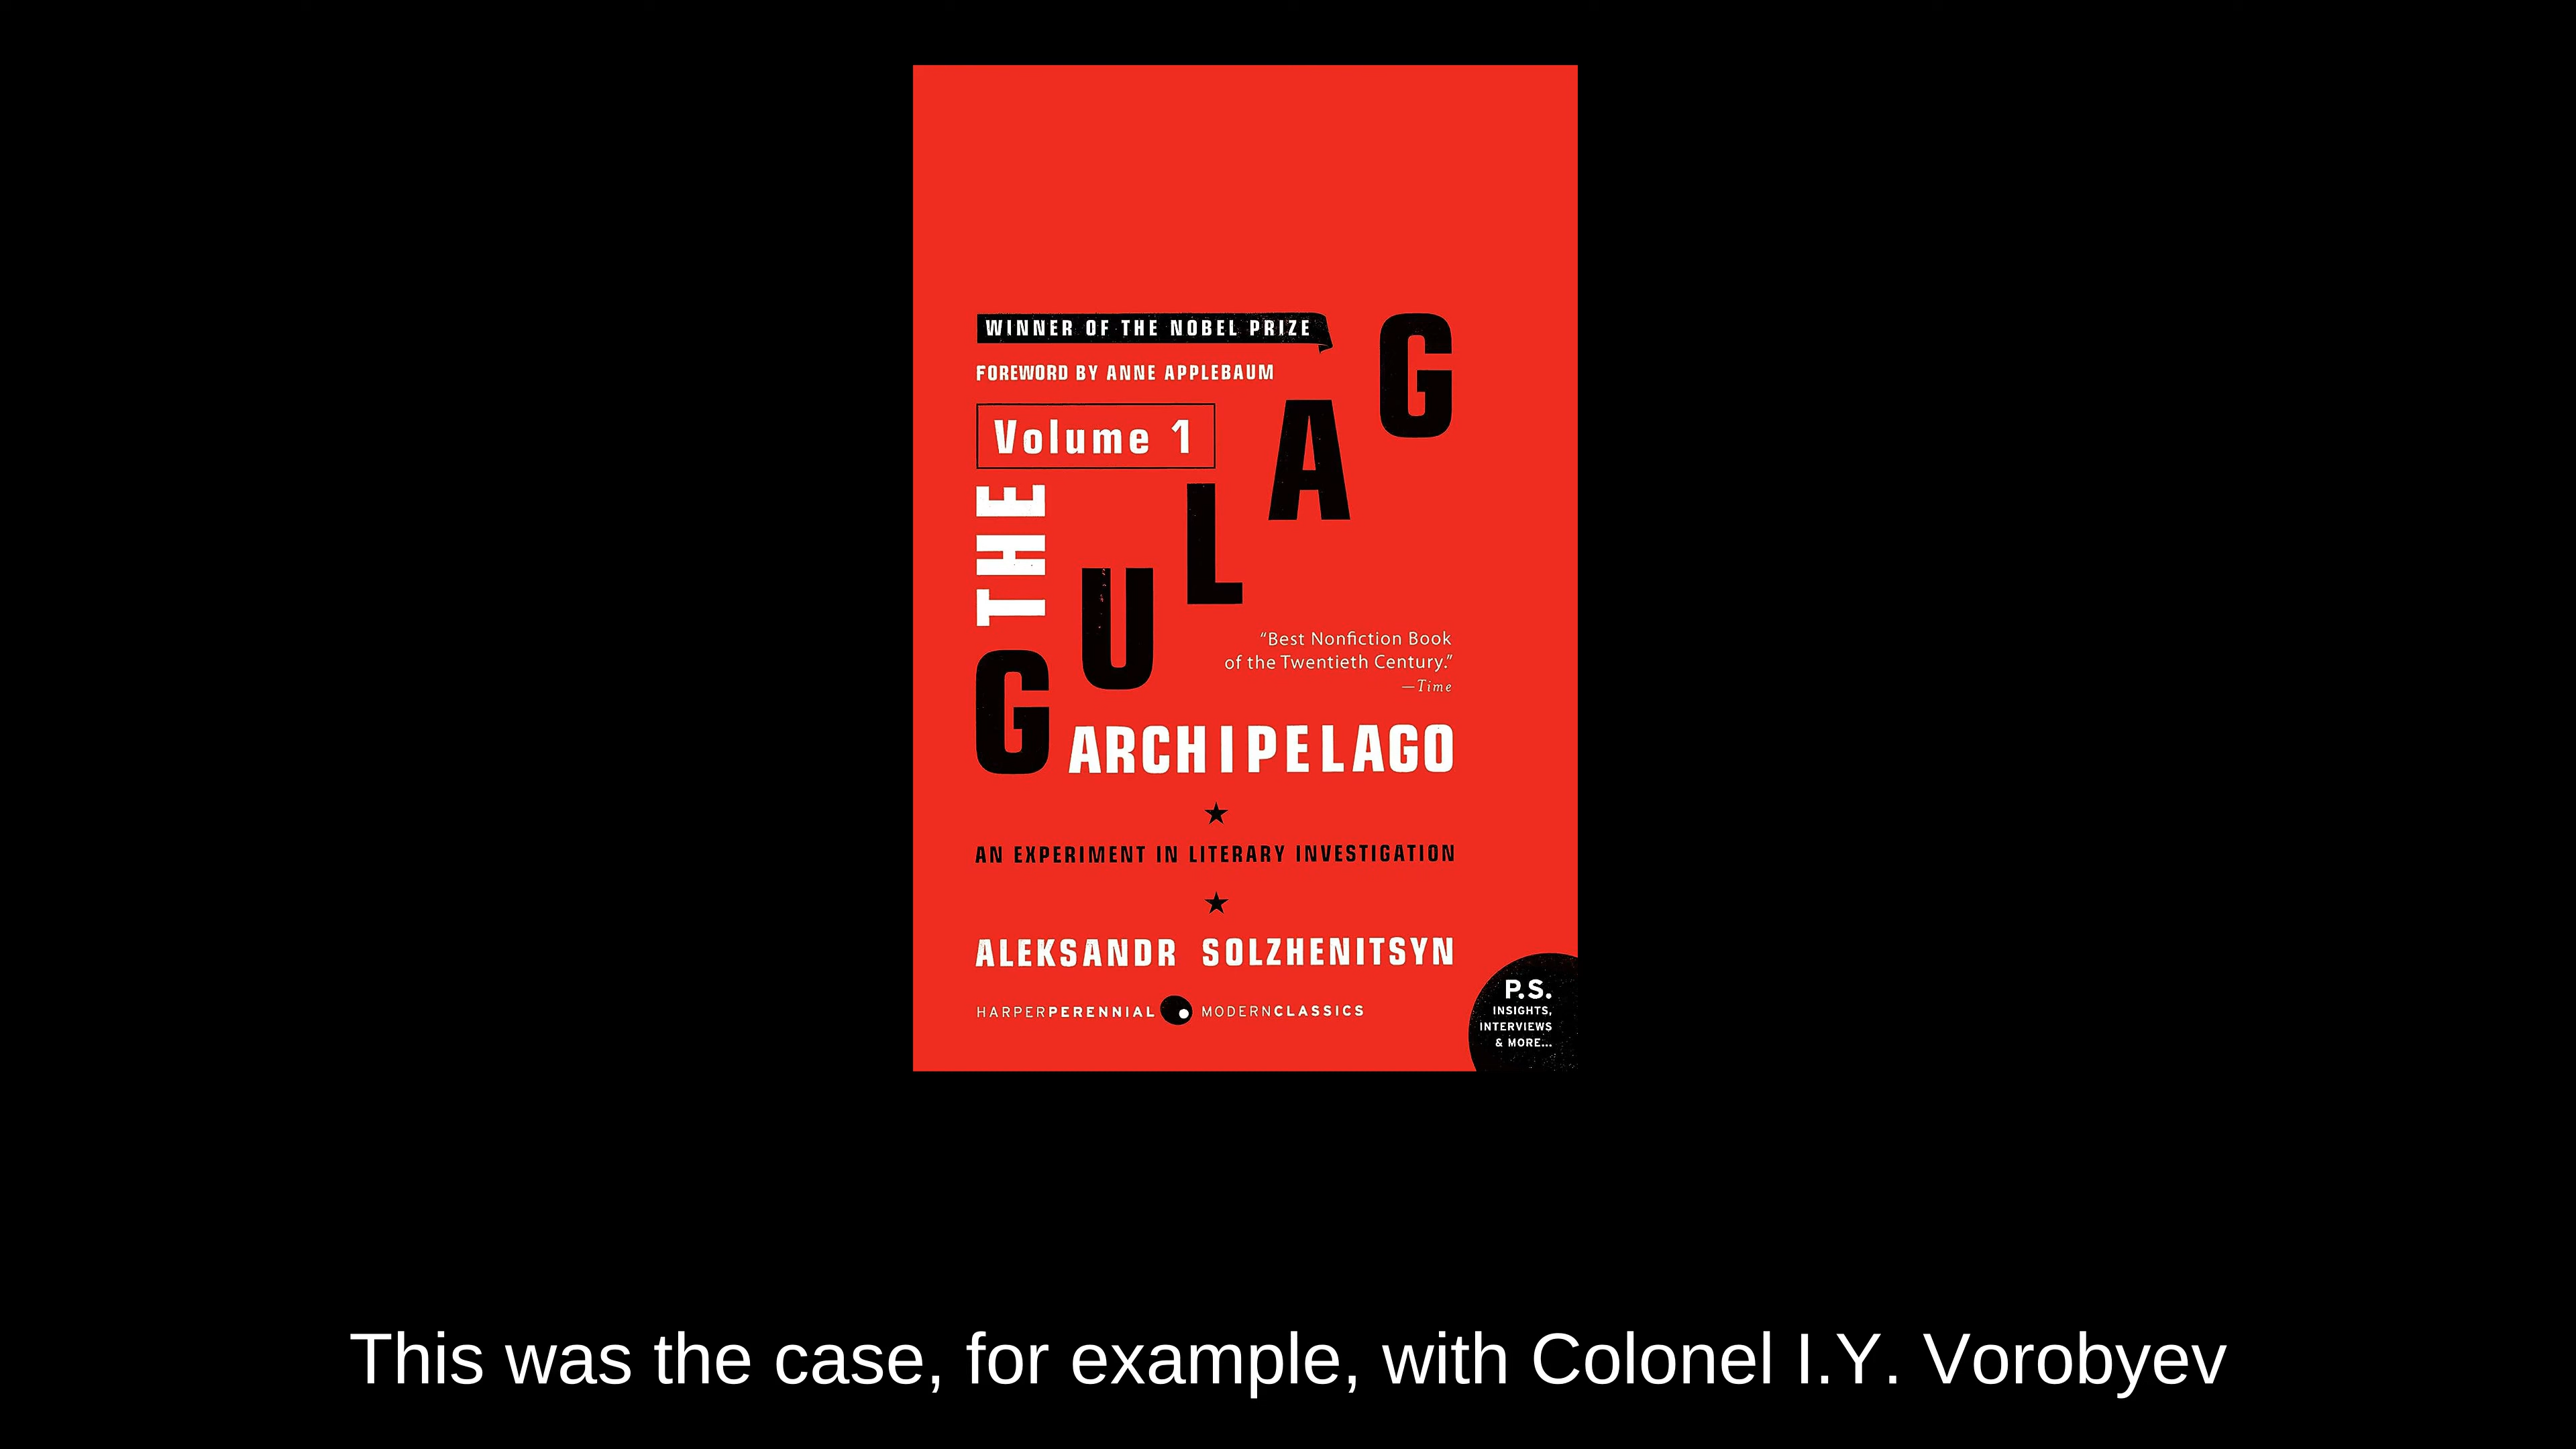 WINNER OF THE NOBEL PRIZE
FOREWORD BY ANNE APPLEBAUM
Volume 1
THE
GULAG
"Best Nonfiction Book
of the Twentieth Century."
—Time
ARCHIPELAGO
AN EXPERIMENT IN LITERARY INVESTIGATION
ALEKSANDR SOLZHENITSYN
HARPERPERENNIAL MODERNCLASSICS
P.S.
INSIGHTS,
INTERVIEWS
& MORE...
This was the case, for example, with Colonel I.Y. Vorobyev